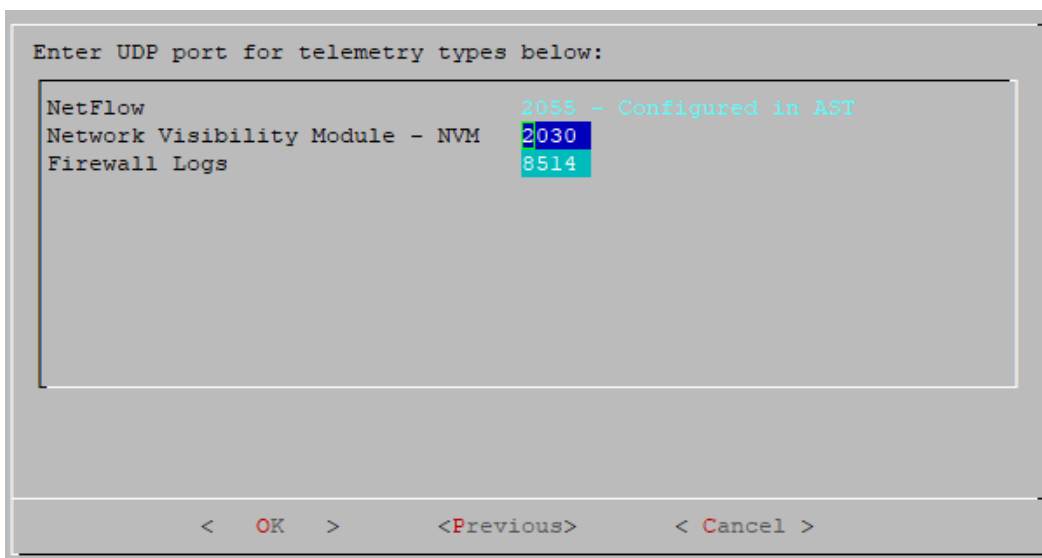 Enter UDP port for telemetry types below:
NetFlow 2055 - Configured in AST
Network Visibility Module - NVM 2030
Firewall Logs 8514
< OK > <Previous> < Cancel >